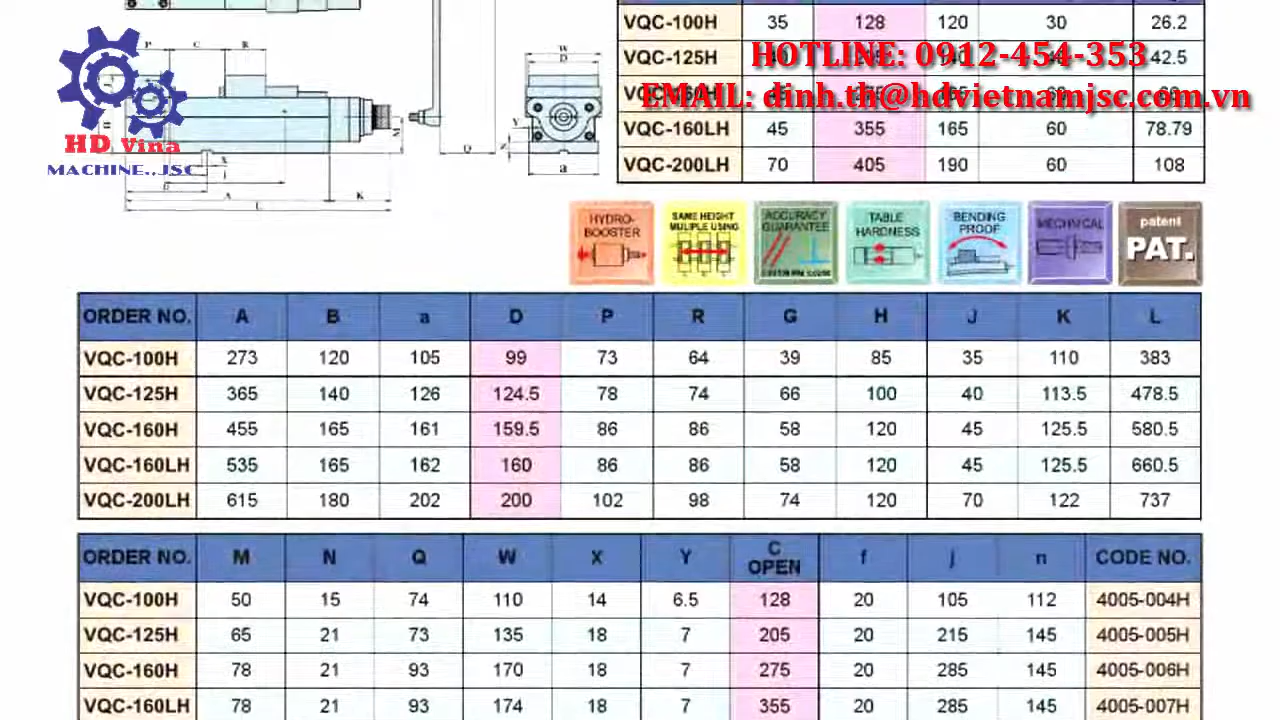 VQC-100H 35 128 120 30 26.2
VQC-125H 42.5
HOTLINE: 0912-454-353
EMAIL: dinh.th@hdvietnamjsc.com.vn
VQC-160LH 45 355 165 60 78.79
VQC-200LH 70 405 190 60 108
P C R
W
D
M
Q
a
A K
L
HD Vina
MACHINE.,JSC
HYDRO-BOOSTER
SAME HEIGHT MULIPLE USING
ACCURACY GUARANTEE
TABLE HARDNESS
BENDING PROOF
MECHNICAL
patent PAT.
ORDER NO. A B a D P R G H J K L
VQC-100H 273 120 105 99 73 64 39 85 35 110 383
VQC-125H 365 140 126 124.5 78 74 66 100 40 113.5 478.5
VQC-160H 455 165 161 159.5 86 86 58 120 45 125.5 580.5
VQC-160LH 535 165 162 160 86 86 58 120 45 125.5 660.5
VQC-200LH 615 180 202 200 102 98 74 120 70 122 737
ORDER NO. M N Q W X Y C OPEN f j n CODE NO.
VQC-100H 50 15 74 110 14 6.5 128 20 105 112 4005-004H
VQC-125H 65 21 73 135 18 7 205 20 215 145 4005-005H
VQC-160H 78 21 93 170 18 7 275 20 285 145 4005-006H
VQC-160LH 78 21 93 174 18 7 355 20 285 145 4005-007H